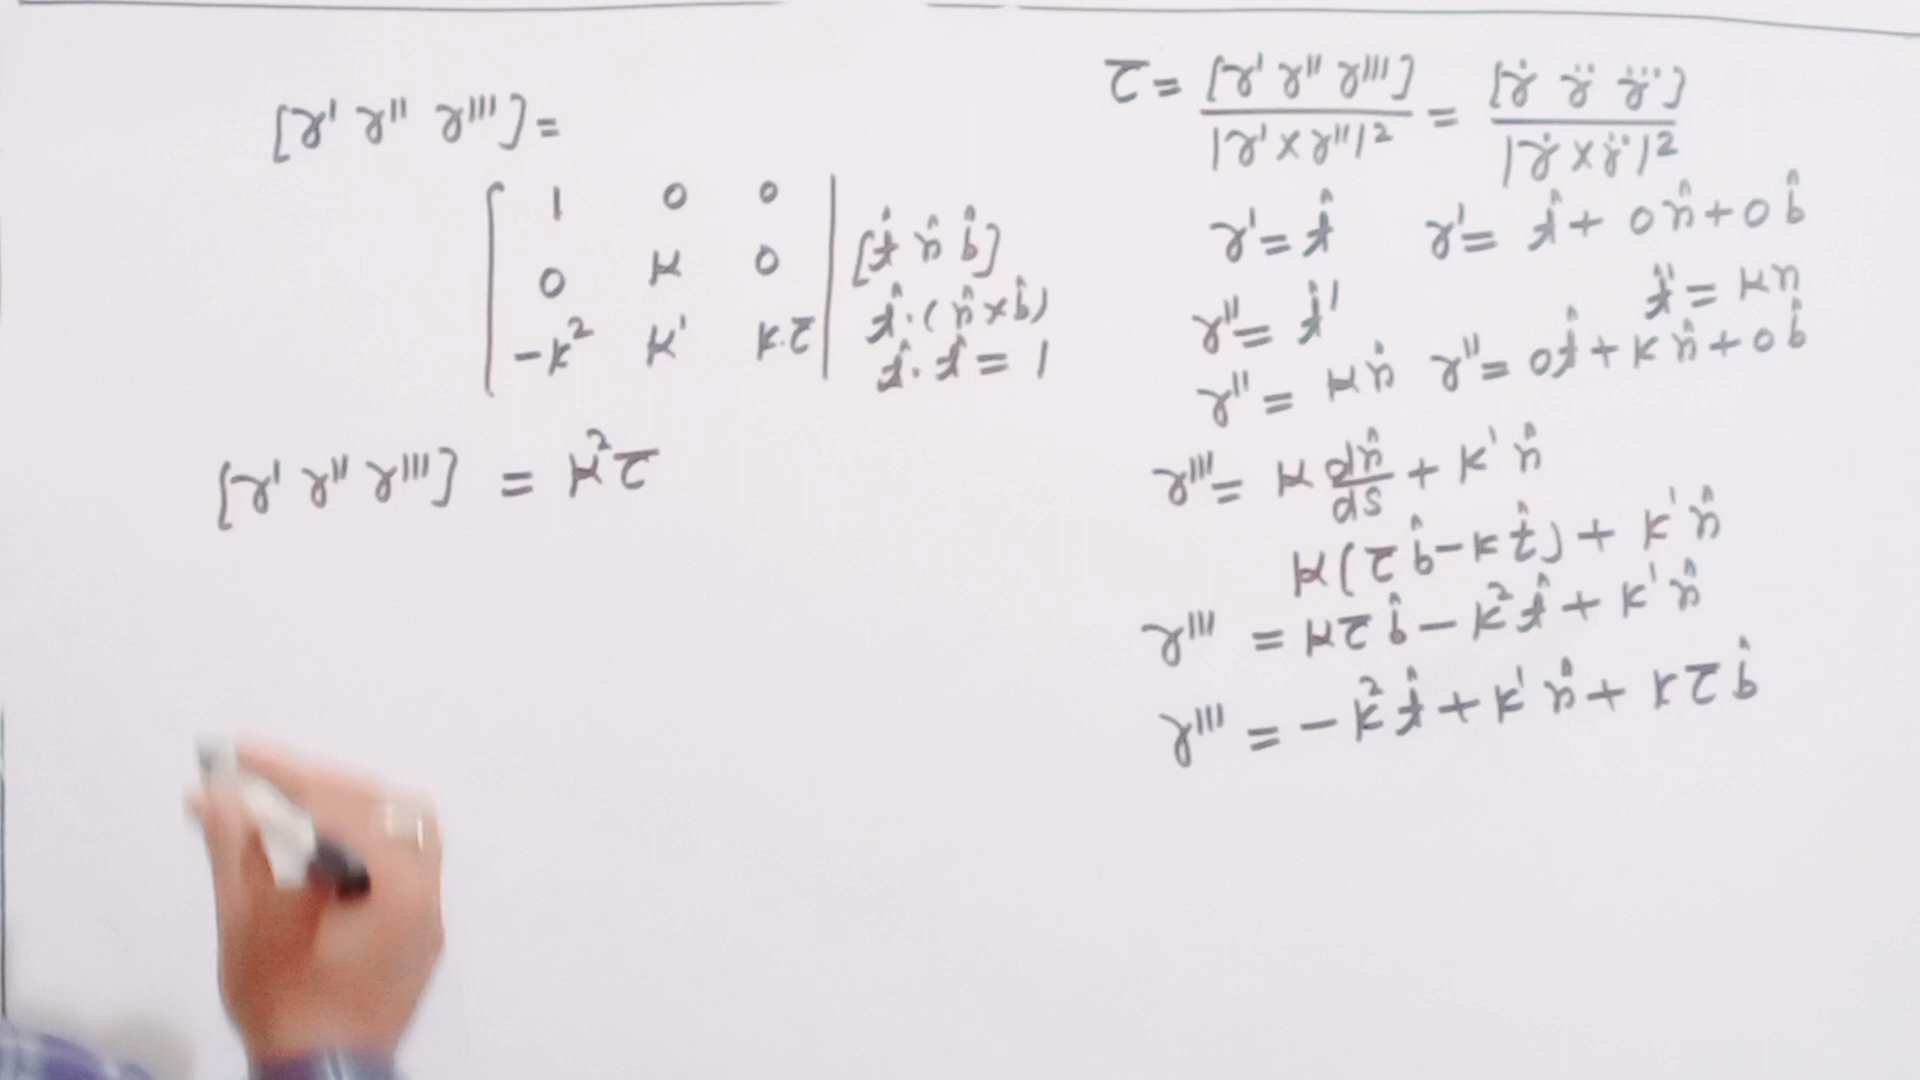 [r' r'' r'''] =
| 1 0 0 |
| 0 κ 0 | [t̂ n̂ b̂]
| -κ² κ' κτ | t̂·(n̂×b̂)
t̂·t̂ = 1
[r' r'' r'''] = κ²τ
τ = [r' r'' r''']/|r'×r''|² = [ṙ r̈ r⃛]/|ṙ×r̈|²
r' = t̂ r' = t̂ + 0n̂ + 0b̂
r'' = t̂' t̂' = κn̂
r'' = κn̂ r'' = 0t̂ + κn̂ + 0b̂
r''' = κ dn̂/ds + κ'n̂
κ(τb̂ - κt̂) + κ'n̂
r''' = κτb̂ - κ²t̂ + κ'n̂
r''' = -κ²t̂ + κ'n̂ + κτb̂